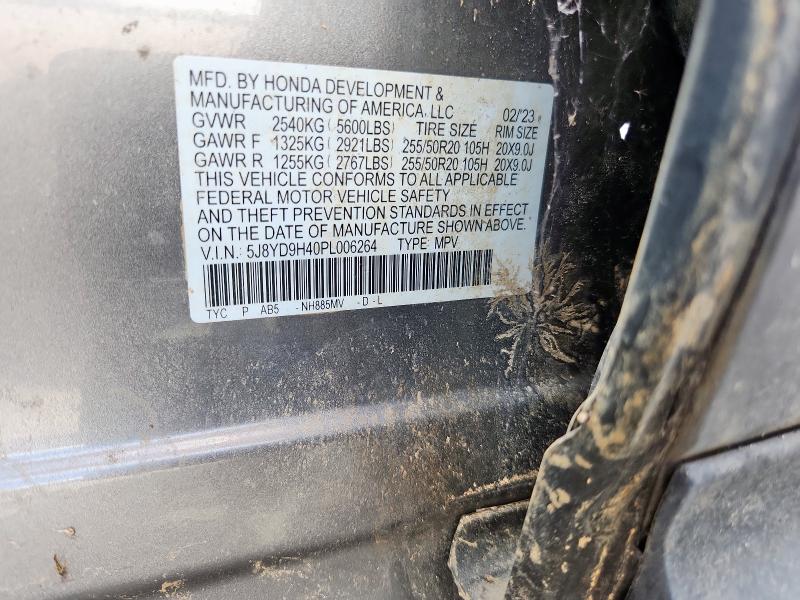 MFD. BY HONDA DEVELOPMENT &
MANUFACTURING OF AMERICA, LLC 02/'23
GVWR 2540KG ( 5600LBS) TIRE SIZE RIM SIZE
GAWR F 1325KG ( 2921LBS) 255/50R20 105H 20X9.0J
GAWR R 1255KG ( 2767LBS) 255/50R20 105H 20X9.0J
THIS VEHICLE CONFORMS TO ALL APPLICABLE
FEDERAL MOTOR VEHICLE SAFETY
AND THEFT PREVENTION STANDARDS IN EFFECT
ON THE DATE OF MANUFACTURE SHOWN ABOVE.
V.I.N.: 5J8YD9H40PL006264 TYPE: MPV
TYC P AB5 -NH885MV -D-L